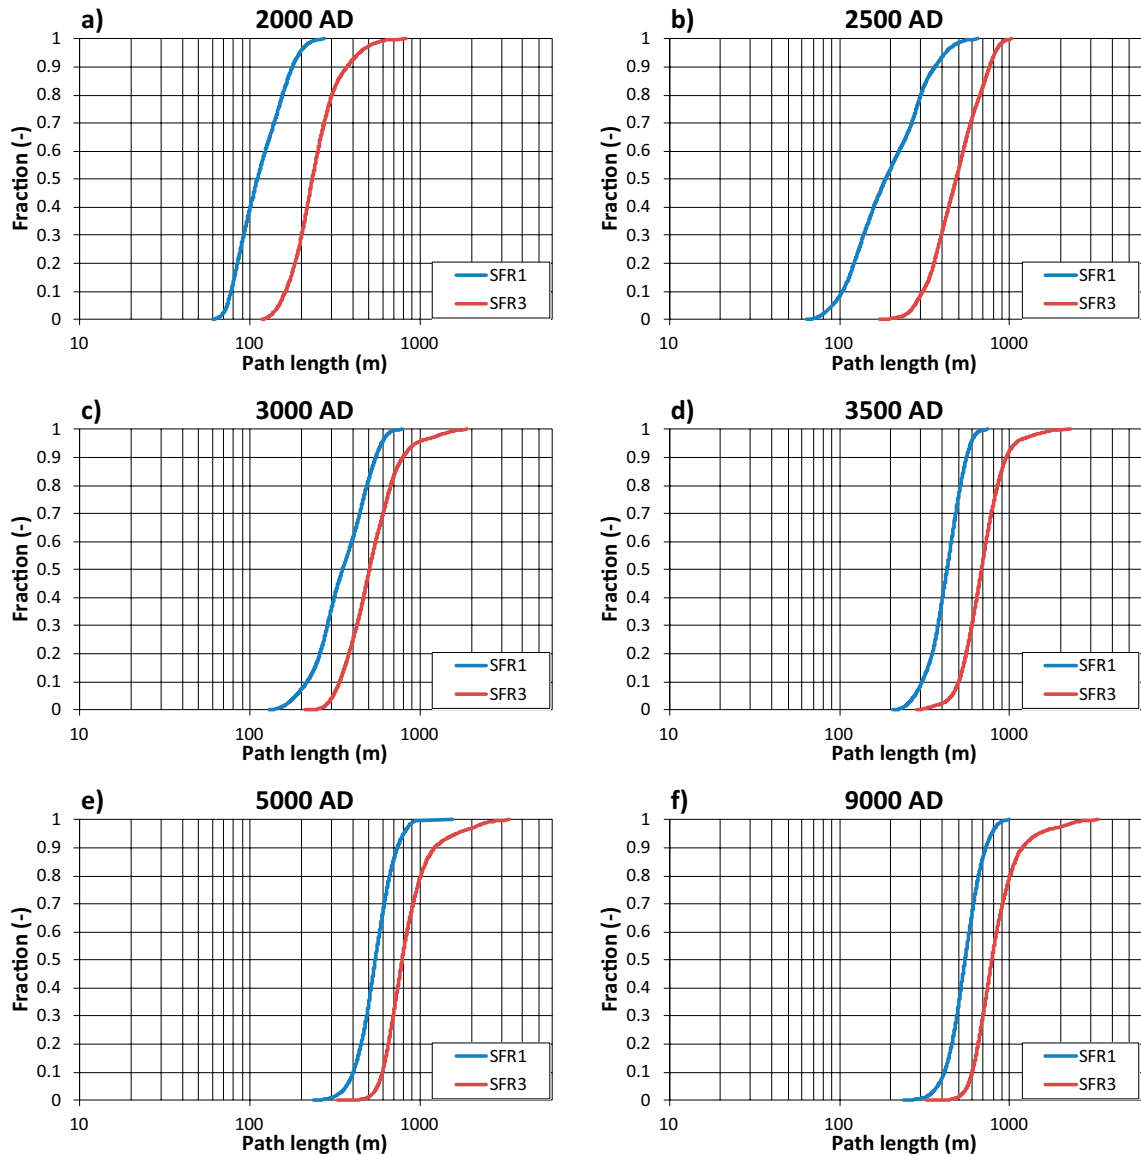 a) 2000 AD
1
0.9
0.8
0.7
0.6
0.5
0.4
0.3
0.2
0.1
0
Fraction (-)
SFR1
SFR3
10 100 1000
Path length (m)
b) 2500 AD
1
0.9
0.8
0.7
0.6
0.5
0.4
0.3
0.2
0.1
0
Fraction (-)
SFR1
SFR3
10 100 1000
Path length (m)
c) 3000 AD
1
0.9
0.8
0.7
0.6
0.5
0.4
0.3
0.2
0.1
0
Fraction (-)
SFR1
SFR3
10 100 1000
Path length (m)
d) 3500 AD
1
0.9
0.8
0.7
0.6
0.5
0.4
0.3
0.2
0.1
0
Fraction (-)
SFR1
SFR3
10 100 1000
Path length (m)
e) 5000 AD
1
0.9
0.8
0.7
0.6
0.5
0.4
0.3
0.2
0.1
0
Fraction (-)
SFR1
SFR3
10 100 1000
Path length (m)
f) 9000 AD
1
0.9
0.8
0.7
0.6
0.5
0.4
0.3
0.2
0.1
0
Fraction (-)
SFR1
SFR3
10 100 1000
Path length (m)